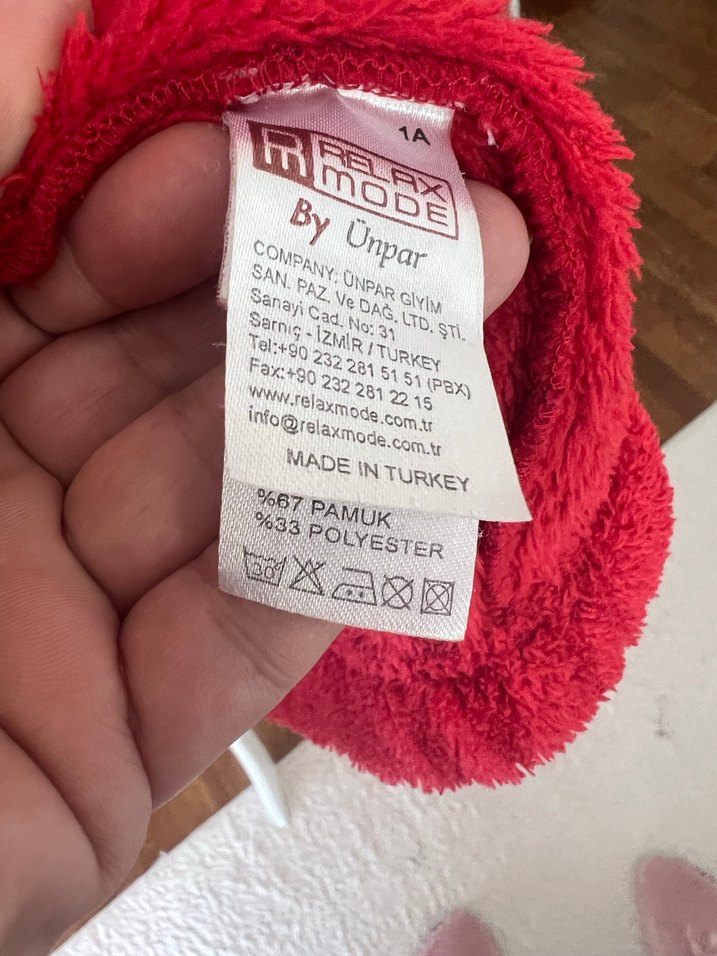 1A
RELAX
MODE
By Ünpar
COMPANY: ÜNPAR GİYİM
SAN. PAZ. Ve DAĞ. LTD. ŞTİ.
Sanayi Cad. No: 31
Sarnıç - İZMİR / TURKEY
Tel:+90 232 281 51 51 (PBX)
Fax:+90 232 281 22 15
www.relaxmode.com.tr
info@relaxmode.com.tr
MADE IN TURKEY
%67 PAMUK
%33 POLYESTER
30